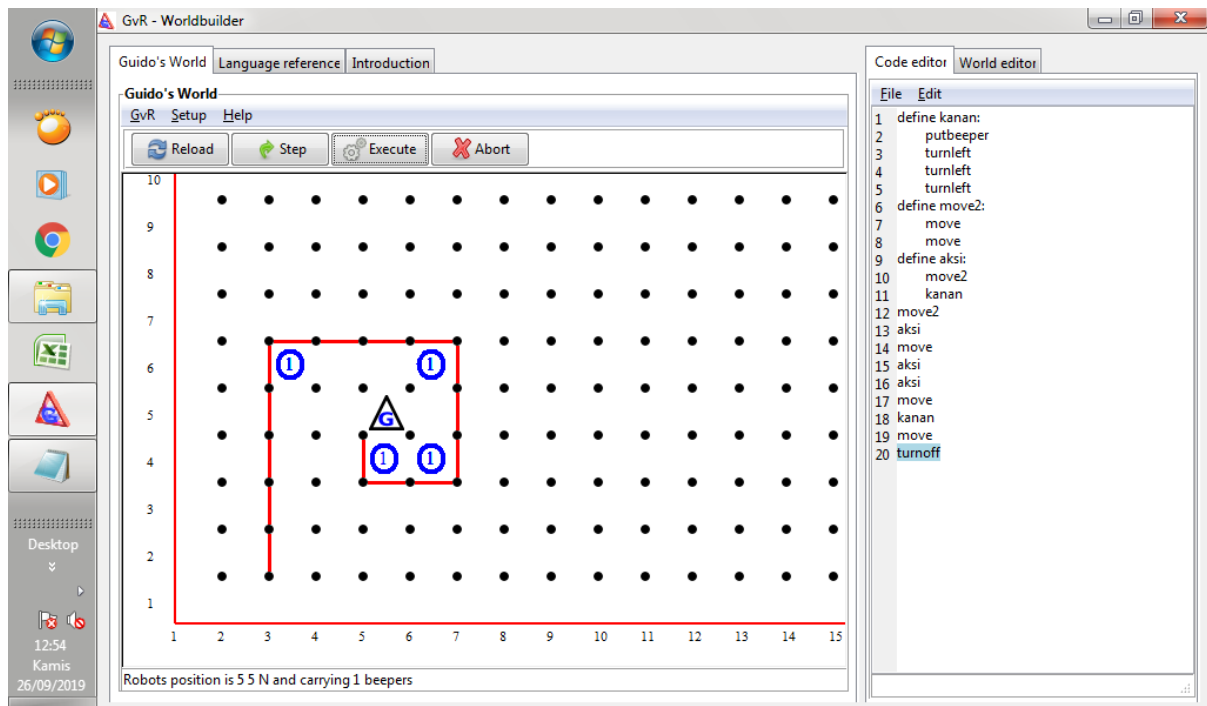 GvR - Worldbuilder
Guido's World Language reference Introduction
Guido's World
GvR Setup Help
Reload Step Execute Abort
10
9
8
7
6
5
4
3
2
1
1 1
G
1 1
1 2 3 4 5 6 7 8 9 10 11 12 13 14 15
Robots position is 5 5 N and carrying 1 beepers
Code editor World editor
File Edit
1 define kanan:
2 putbeeper
3 turnleft
4 turnleft
5 turnleft
6 define move2:
7 move
8 move
9 define aksi:
10 move2
11 kanan
12 move2
13 aksi
14 move
15 aksi
16 aksi
17 move
18 kanan
19 move
20 turnoff
Desktop
12:54
Kamis
26/09/2019